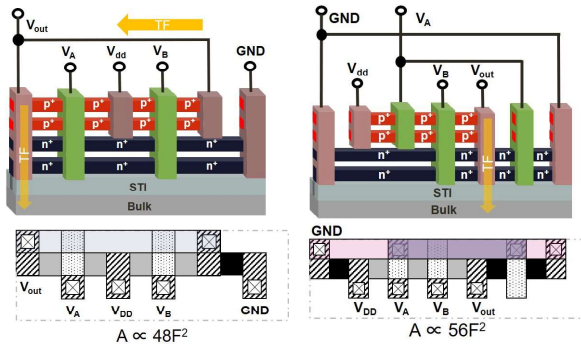 Vout
TF
VA
Vdd
VB
GND
p+ p+ p+
p+ p+ p+
n+ n+ n+
n+ n+ n+
TF
STI
Bulk
Vout
VA
VDD
VB
GND
A ∝ 48F²
GND
VA
Vdd
VB
Vout
p+ p+
p+ p+
n+ n+ n+ n+
n+ n+ n+ n+
TF
STI
Bulk
GND
VDD
VA
VB
Vout
A ∝ 56F²